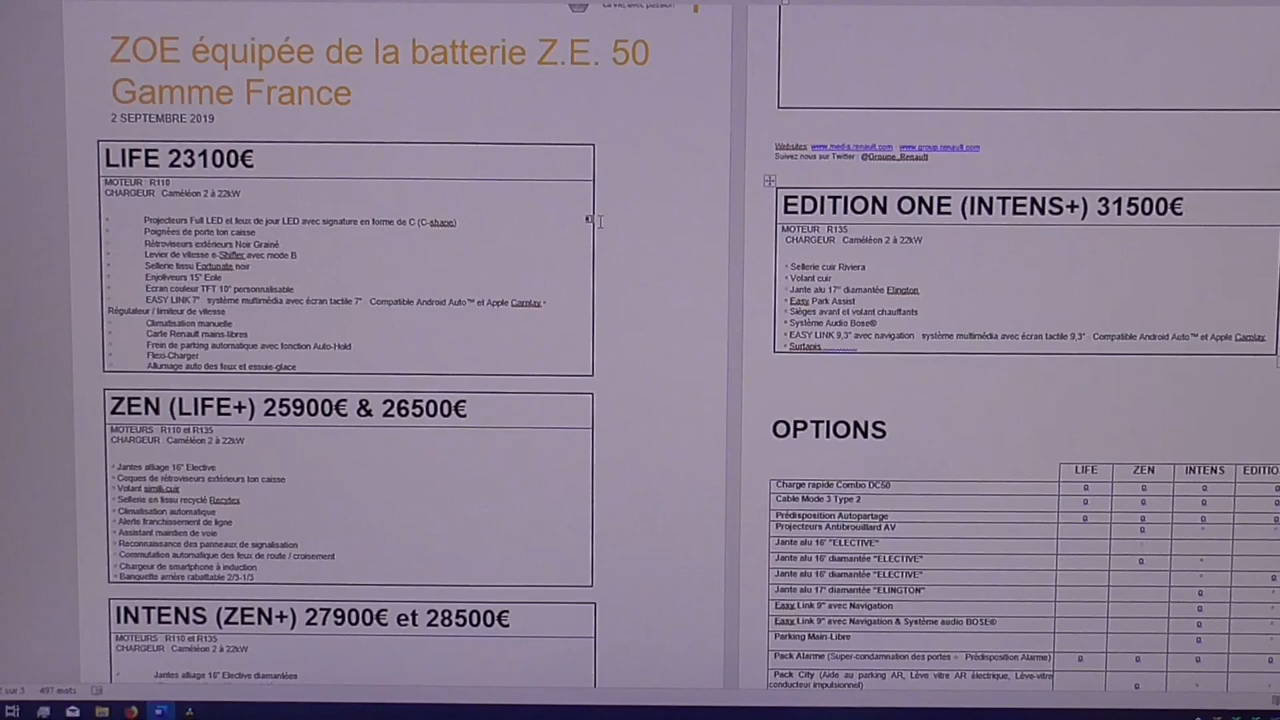 ZOE équipée de la batterie Z.E. 50
Gamme France
2 SEPTEMBRE 2019
LIFE 23100€
MOTEUR : R110
CHARGEUR : Caméléon 2 à 22kW
Projecteurs Full LED et feux de jour LED avec signature en forme de C (C-shape)
Poignées de porte ton caisse
Rétroviseurs extérieurs Noir Grainé
Levier de vitesse e-Shifter avec mode B
Sellerie tissu Fortunate noir
Enjoliveurs 15" Eole
Ecran couleur TFT 10" personnalisable
EASY LINK 7" : système multimédia avec écran tactile 7". Compatible Android Auto™ et Apple Carplay •
Régulateur / limiteur de vitesse
Climatisation manuelle
Carte Renault mains-libres
Frein de parking automatique avec fonction Auto-Hold
Flexi-Charger
Allumage auto des feux et essuie-glace
ZEN (LIFE+) 25900€ & 26500€
MOTEURS : R110 et R135
CHARGEUR : Caméléon 2 à 22kW
• Jantes alliage 16" Elective
• Coques de rétroviseurs extérieurs ton caisse
• Volant simili cuir
• Sellerie en tissu recyclé Recytex
• Climatisation automatique
• Alerte franchissement de ligne
• Assistant maintien de voie
• Reconnaissance des panneaux de signalisation
• Commutation automatique des feux de route / croisement
• Chargeur de smartphone à induction
• Banquette arrière rabattable 2/3-1/3
INTENS (ZEN+) 27900€ et 28500€
MOTEURS : R110 et R135
CHARGEUR : Caméléon 2 à 22kW
Jantes alliage 16" Elective diamantées
Websites: www.media.renault.com - www.group.renault.com
Suivez nous sur Twitter : @Groupe_Renault
EDITION ONE (INTENS+) 31500€
MOTEUR : R135
CHARGEUR : Caméléon 2 à 22kW
• Sellerie cuir Riviera
• Volant cuir
• Jante alu 17" diamantée Elington
• Easy Park Assist
• Sièges avant et volant chauffants
• Système Audio Bose®
• EASY LINK 9,3" avec navigation : système multimédia avec écran tactile 9,3". Compatible Android Auto™ et Apple Carplay
• Surtapis
OPTIONS
LIFE ZEN INTENS EDITIO
Charge rapide Combo DC50 o o o o
Cable Mode 3 Type 2 o o o o
Prédisposition Autopartage o o o o
Projecteurs Antibrouillard AV o •
Jante alu 16" "ELECTIVE"
Jante alu 16" diamantée "ELECTIVE" o •
Jante alu 16" diamantée "ELECTIVE" o
Jante alu 17" diamantée "ELINGTON" o •
Easy Link 9" avec Navigation o
Easy Link 9" avec Navigation & Système audio BOSE® o •
Parking Main-Libre o •
Pack Alarme (Super-condamnation des portes + Prédisposition Alarme) o o o o
Pack City (Aide au parking AR, Lève vitre AR électrique, Lève-vitre
conducteur impulsionnel) o • •
sur 3 497 mots